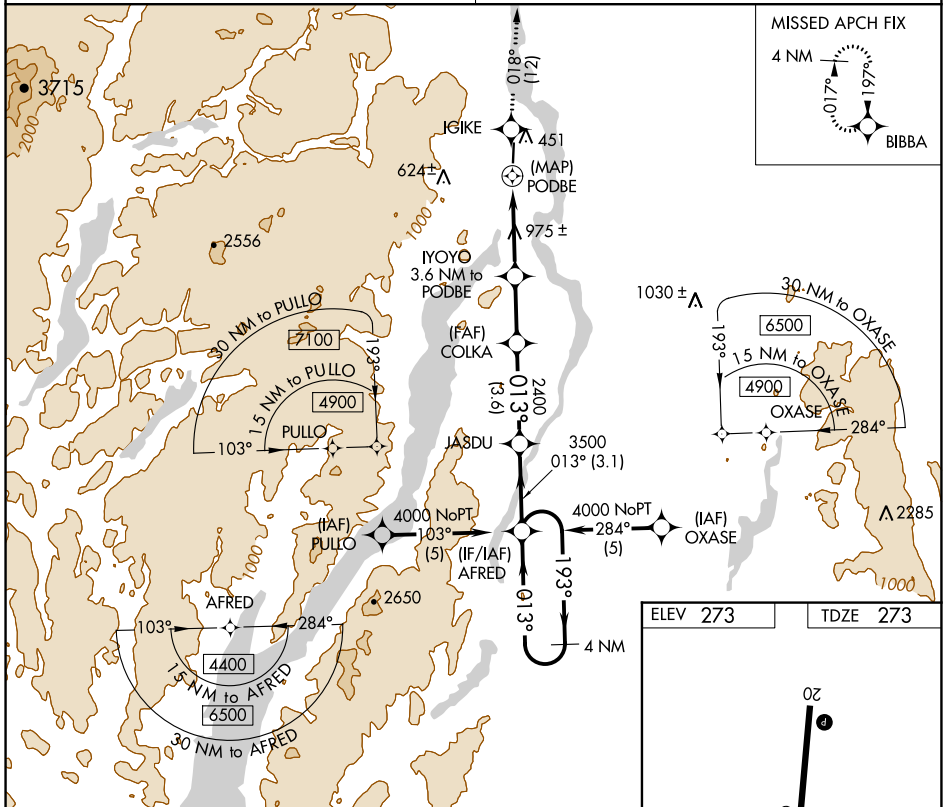 MISSED APCH FIX
4 NM
017°
197°
BIBBA
018°
(12)
3715
2000
IGIKE
451
(MAP)
PODBE
624±
1000
2556
975 ±
IYOYO
3.6 NM to
PODBE
1030 ±
30 NM to PULLO
7100
193°
15 NM to PULLO
4900
PULLO
103°
(FAF)
COLKA
30 NM to OXASE
6500
193°
15 NM to OXASE
4900
OXASE
284°
2400
013°
(3.6)
JASDU
3500
013° (3.1)
(IAF)
PULLO
4000 NoPT
103°
(5)
(IF/IAF)
AFRED
4000 NoPT
284°
(5)
(IAF)
OXASE
2285
1000
1000
013°
193°
4 NM
2650
AFRED
103°
284°
4400
15 NM to AFRED
6500
30 NM to AFRED
ELEV 273
TDZE 273
20
P